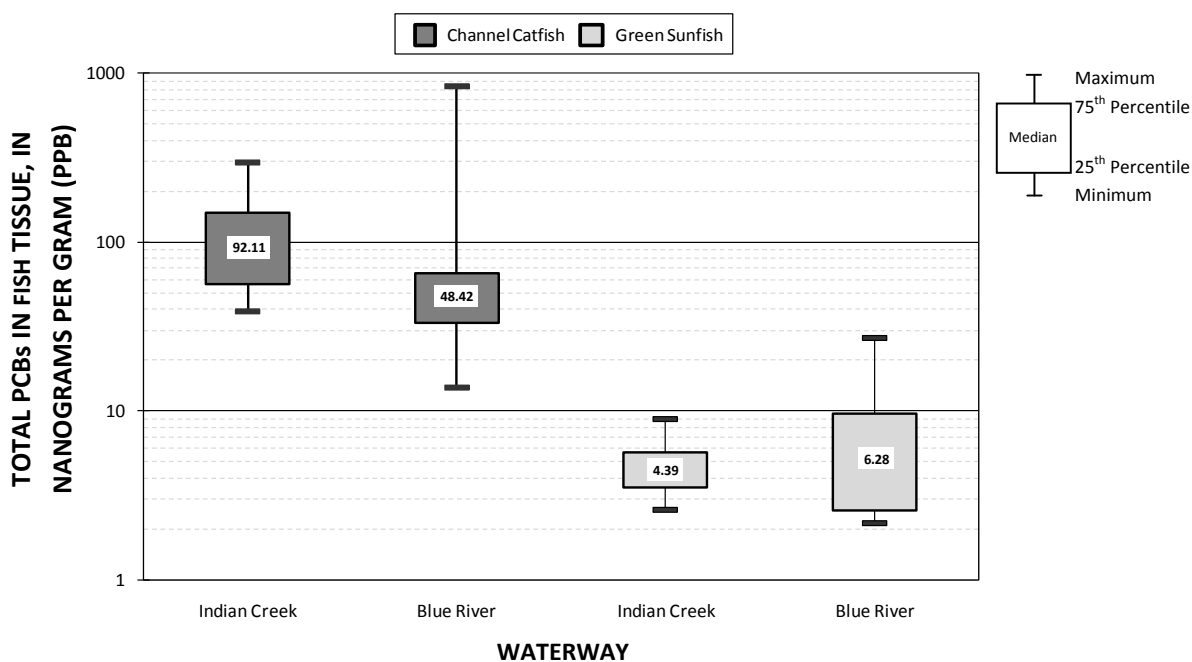 Channel Catfish Green Sunfish
TOTAL PCBs IN FISH TISSUE, IN
NANOGRAMS PER GRAM (PPB)
1000
100
10
1
92.11
48.42
4.39
6.28
Indian Creek Blue River Indian Creek Blue River
WATERWAY
Maximum
75th Percentile
Median
25th Percentile
Minimum